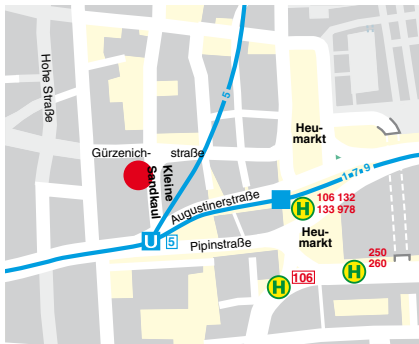 Hohe Straße
5
Heu-
markt
Gürzenich-
straße
Kleine
Sandkaul
1·7·9
Augustinerstraße
106 132
133 978
H
U
5
Pipinstraße
Heu-
markt
250
260
H
106
H